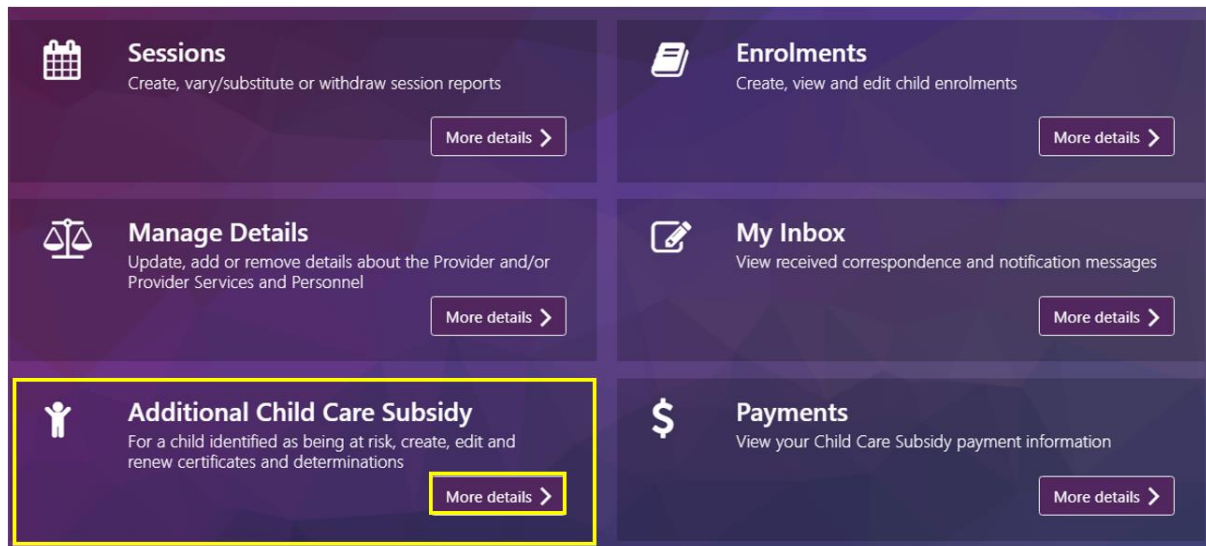 Sessions
Create, vary/substitute or withdraw session reports
More details
Enrolments
Create, view and edit child enrolments
More details
Manage Details
Update, add or remove details about the Provider and/or
Provider Services and Personnel
More details
My Inbox
View received correspondence and notification messages
More details
Additional Child Care Subsidy
For a child identified as being at risk, create, edit and
renew certificates and determinations
More details
Payments
View your Child Care Subsidy payment information
More details